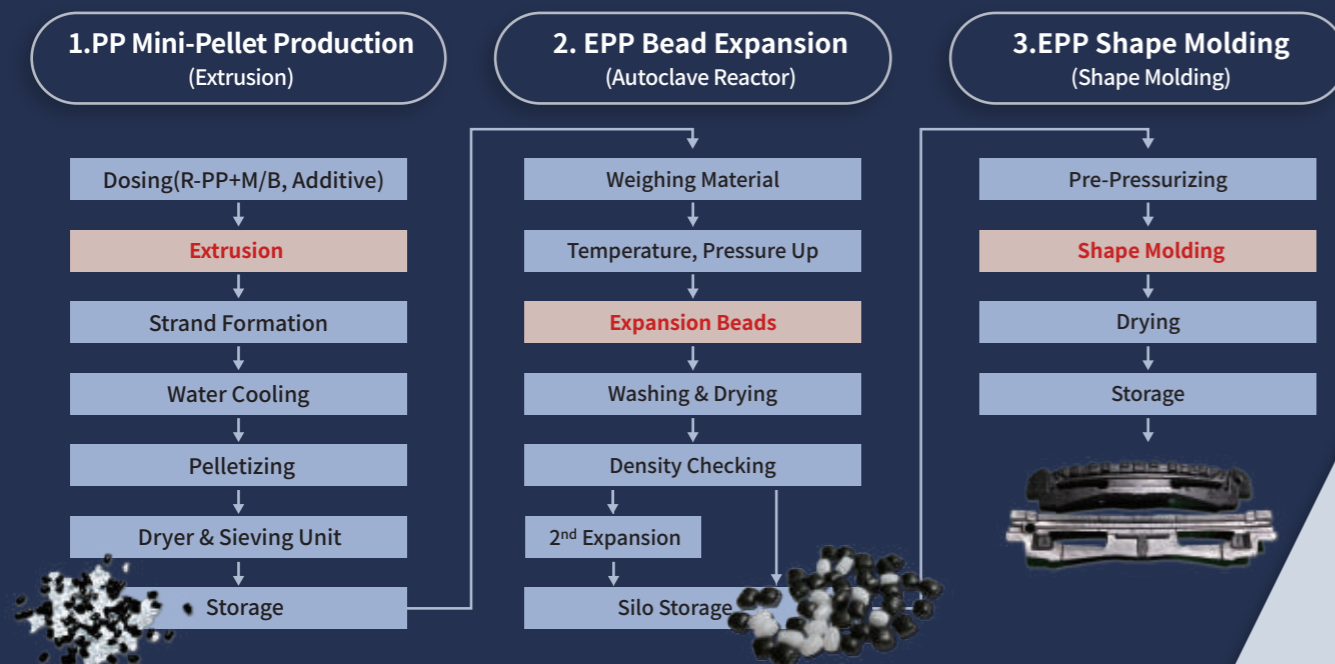 1.PP Mini-Pellet Production
(Extrusion)
Dosing(R-PP+M/B, Additive)
Extrusion
Strand Formation
Water Cooling
Pelletizing
Dryer & Sieving Unit
Storage
2. EPP Bead Expansion
(Autoclave Reactor)
Weighing Material
Temperature, Pressure Up
Expansion Beads
Washing & Drying
Density Checking
2nd Expansion
Silo Storage
3.EPP Shape Molding
(Shape Molding)
Pre-Pressurizing
Shape Molding
Drying
Storage